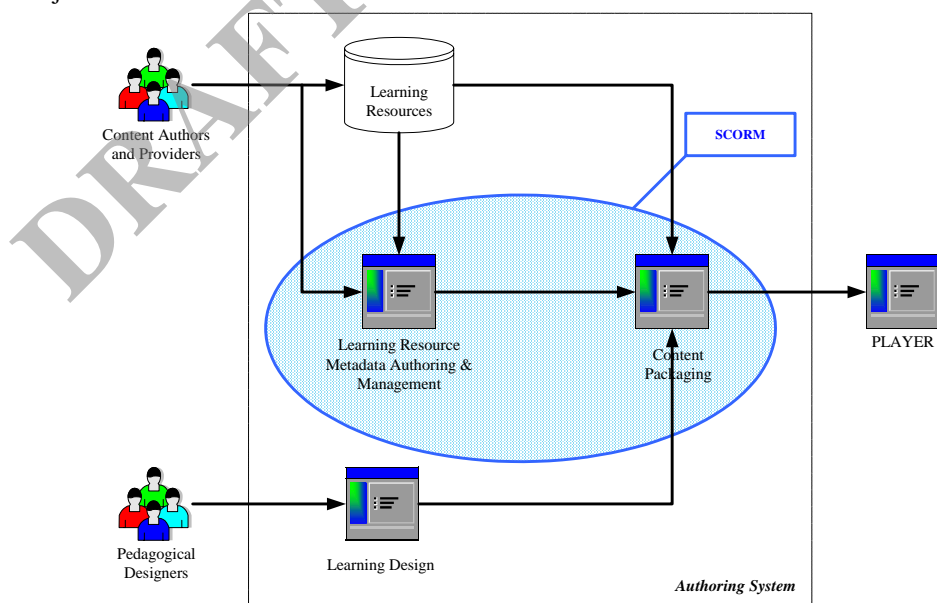 DRAFT
Learning
Resources
Content Authors
and Providers
SCORM
Learning Resource
Metadata Authoring &
Management
Content
Packaging
PLAYER
Pedagogical
Designers
Learning Design
Authoring System